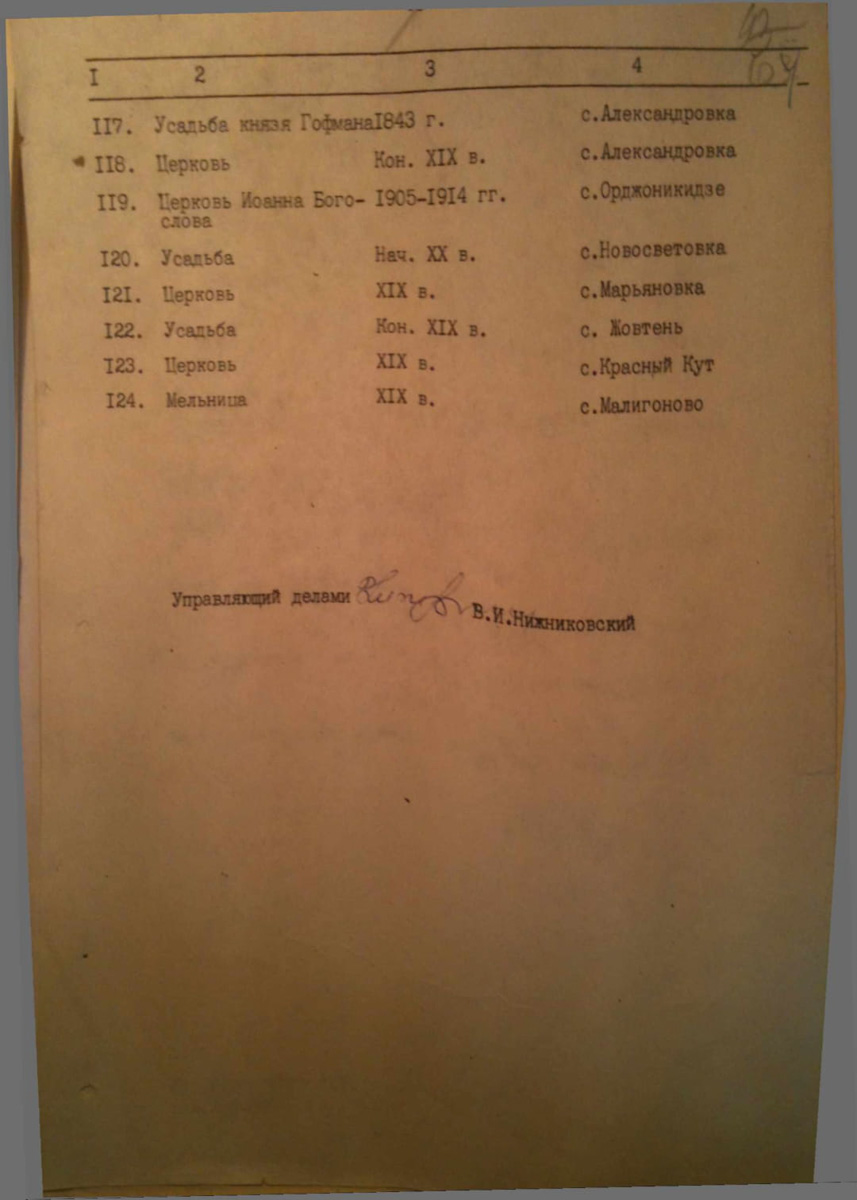 I 2 3 4
II7. Усадьба князя Гофмана I843 г. с.Александровка
II8. Церковь Кон. XIX в. с.Александровка
II9. Церковь Иоанна Бого- I905-I9I4 гг. с.Орджоникидзе
слова
I20. Усадьба Нач. XX в. с.Новосветовка
I2I. Церковь XIX в. с.Марьяновка
I22. Усадьба Кон. XIX в. с. Жовтень
I23. Церковь XIX в. с.Красный Кут
I24. Мельница XIX в. с.Малигоново
Управляющий делами В.И.Нижниковский